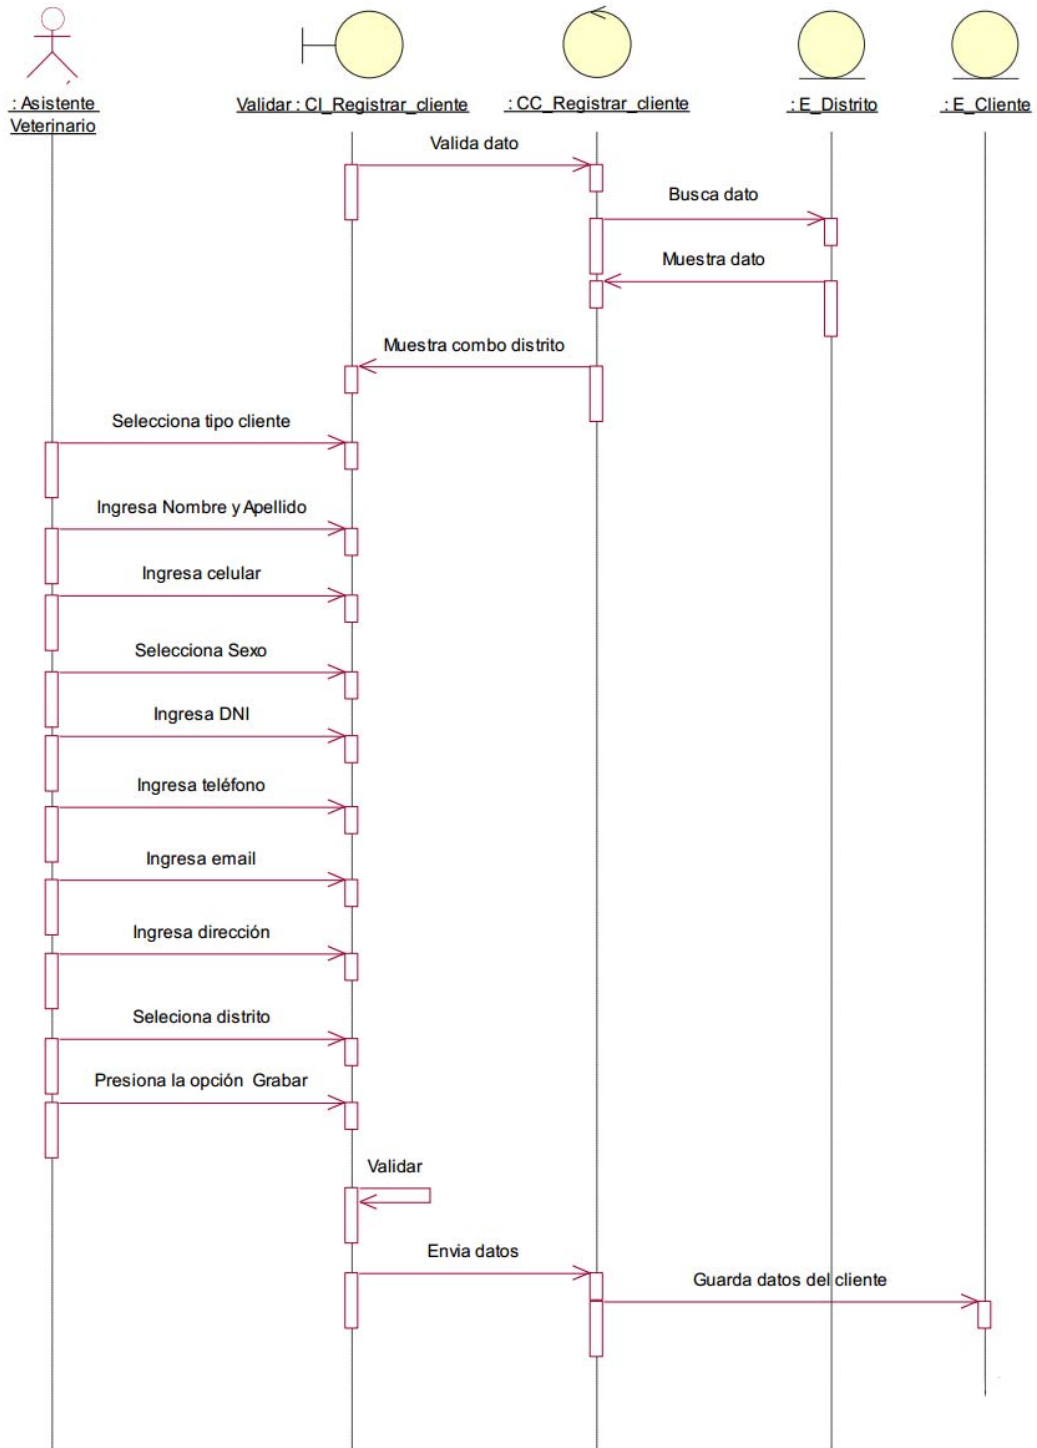 : Asistente
Veterinario
Validar : CI_Registrar_cliente
: CC_Registrar_cliente
: E_Distrito
: E_Cliente
Valida dato
Busca dato
Muestra dato
Muestra combo distrito
Selecciona tipo cliente
Ingresa Nombre y Apellido
Ingresa celular
Selecciona Sexo
Ingresa DNI
Ingresa teléfono
Ingresa email
Ingresa dirección
Seleciona distrito
Presiona la opción Grabar
Validar
Envia datos
Guarda datos del cliente